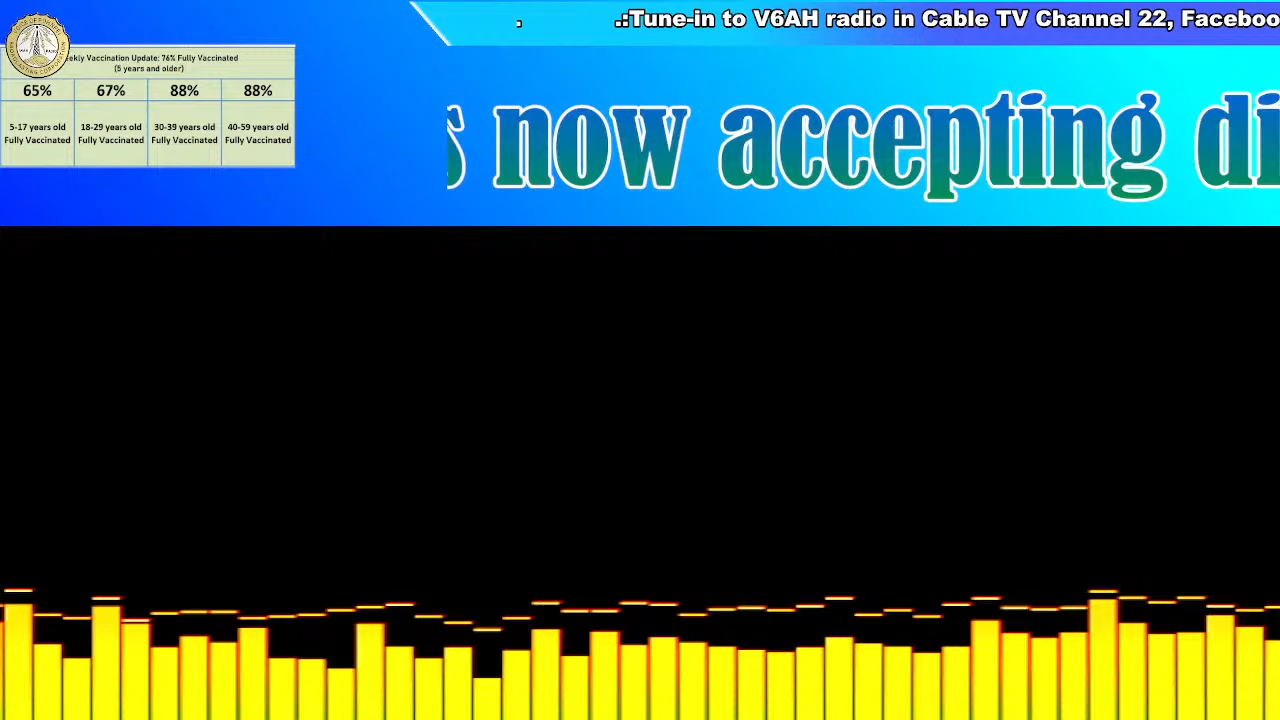 .          .:Tune-in to V6AH radio in Cable TV Channel 22, Faceboo
s now accepting di
ekly Vaccination Update: 76% Fully Vaccinated
(5 years and older)
65% 67% 88% 88%
5-17 years old 18-29 years old 30-39 years old 40-59 years old
Fully Vaccinated Fully Vaccinated Fully Vaccinated Fully Vaccinated